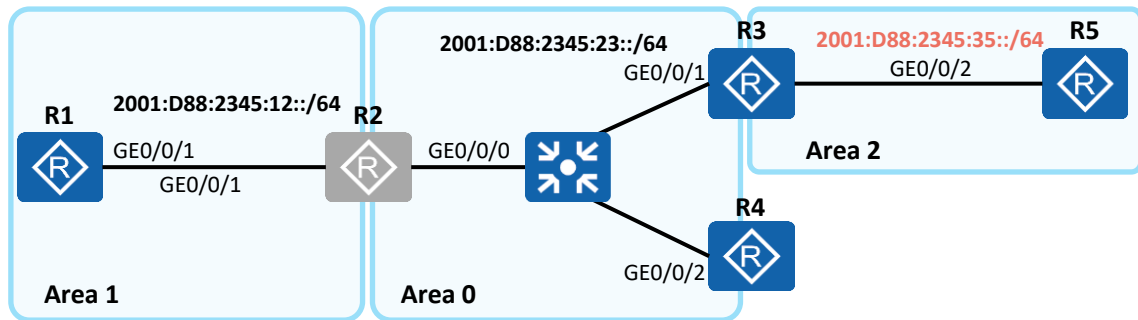 2001:D88:2345:23::/64
R3
2001:D88:2345:35::/64
R5
GE0/0/1
GE0/0/2
2001:D88:2345:12::/64
R1
R2
GE0/0/1
GE0/0/0
GE0/0/1
R
R
R
R
Area 2
R4
GE0/0/2
R
Area 1
Area 0